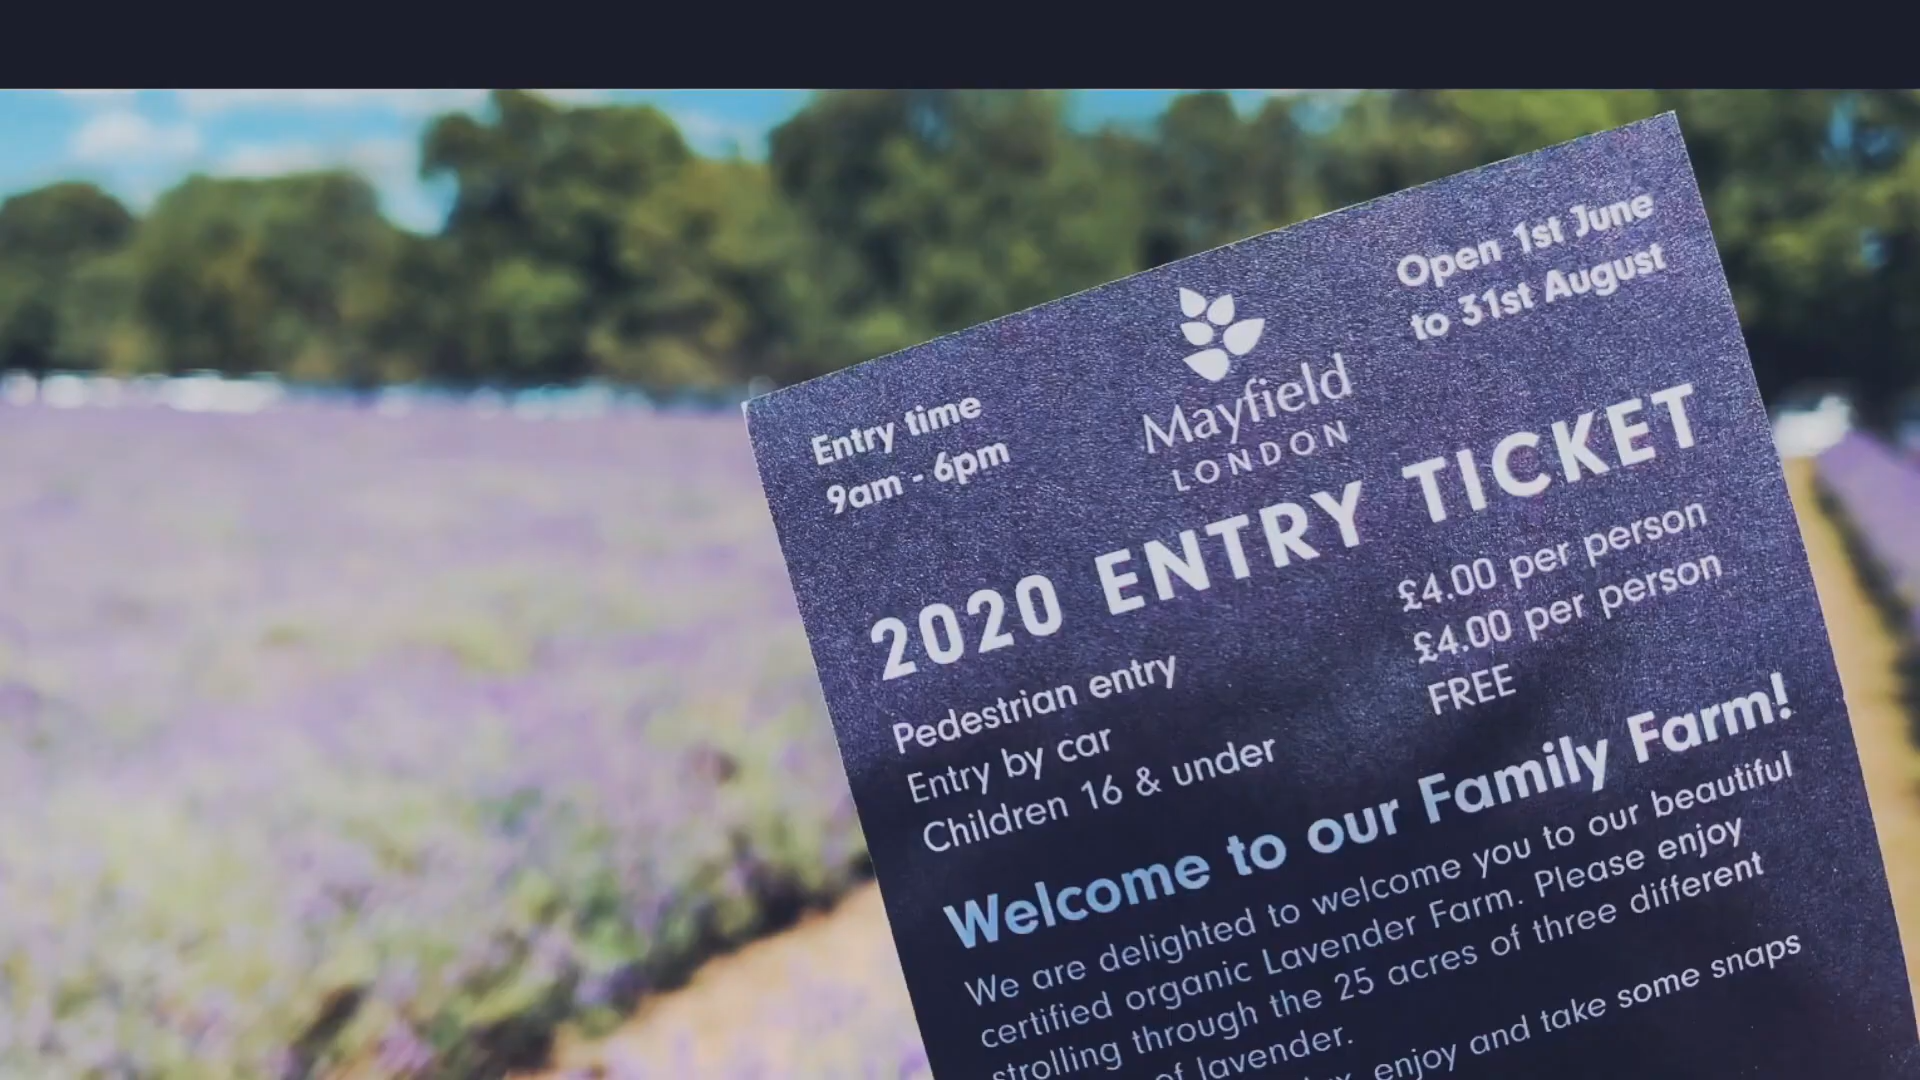 Entry time
9am - 6pm
Mayfield
LONDON
Open 1st June
to 31st August
2020 ENTRY TICKET
Pedestrian entry £4.00 per person
Entry by car £4.00 per person
Children 16 & under FREE
Welcome to our Family Farm!
We are delighted to welcome you to our beautiful
certified organic Lavender Farm. Please enjoy
strolling through the 25 acres of three different
of lavender.
enjoy and take some snaps